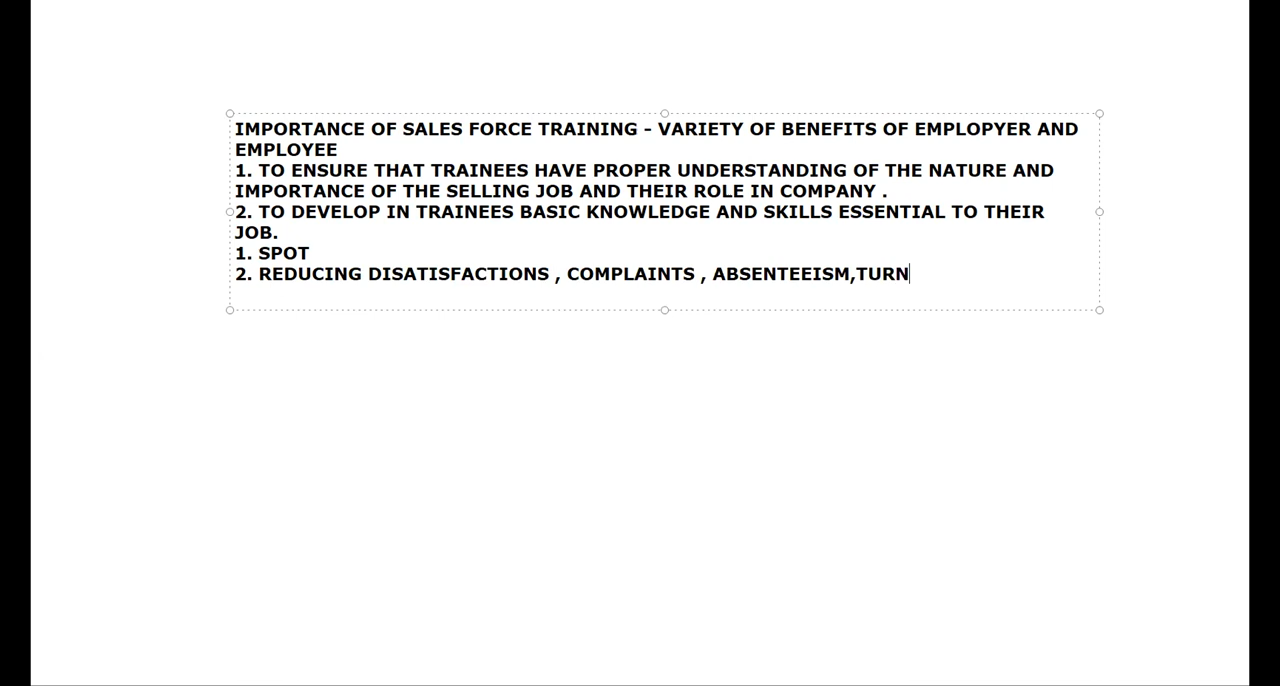 IMPORTANCE OF SALES FORCE TRAINING - VARIETY OF BENEFITS OF EMPLOPYER AND
EMPLOYEE
1. TO ENSURE THAT TRAINEES HAVE PROPER UNDERSTANDING OF THE NATURE AND
IMPORTANCE OF THE SELLING JOB AND THEIR ROLE IN COMPANY .
2. TO DEVELOP IN TRAINEES BASIC KNOWLEDGE AND SKILLS ESSENTIAL TO THEIR
JOB.
1. SPOT
2. REDUCING DISATISFACTIONS , COMPLAINTS , ABSENTEEISM,TURN